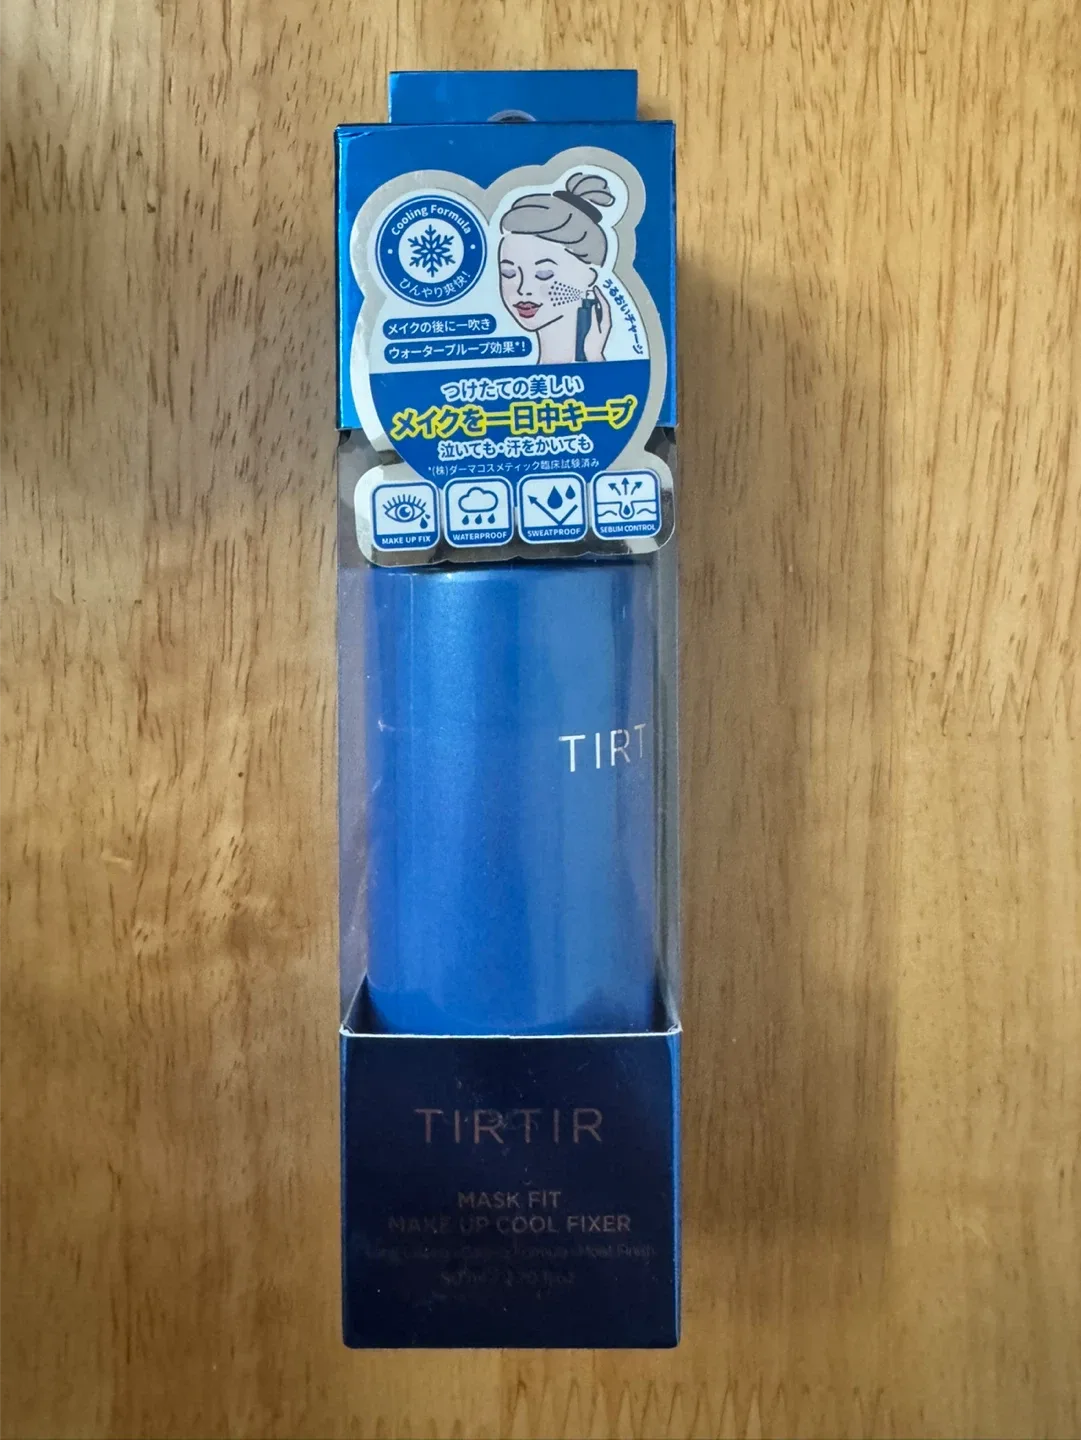 Cooling Formula
ひんやり爽快!
うるおいチャージ
メイクの後に一吹き
ウォータープルーフ効果*!
つけたての美しい
メイクを一日中キープ
泣いても・汗をかいても
*(株)ダーマコスメティック臨床試験済み
MAKE UP FIX
WATERPROOF
SWEATPROOF
SEBUM CONTROL
TIRT
TIRTIR
MASK FIT
MAKE UP COOL FIXER
Formula
Moist Finish